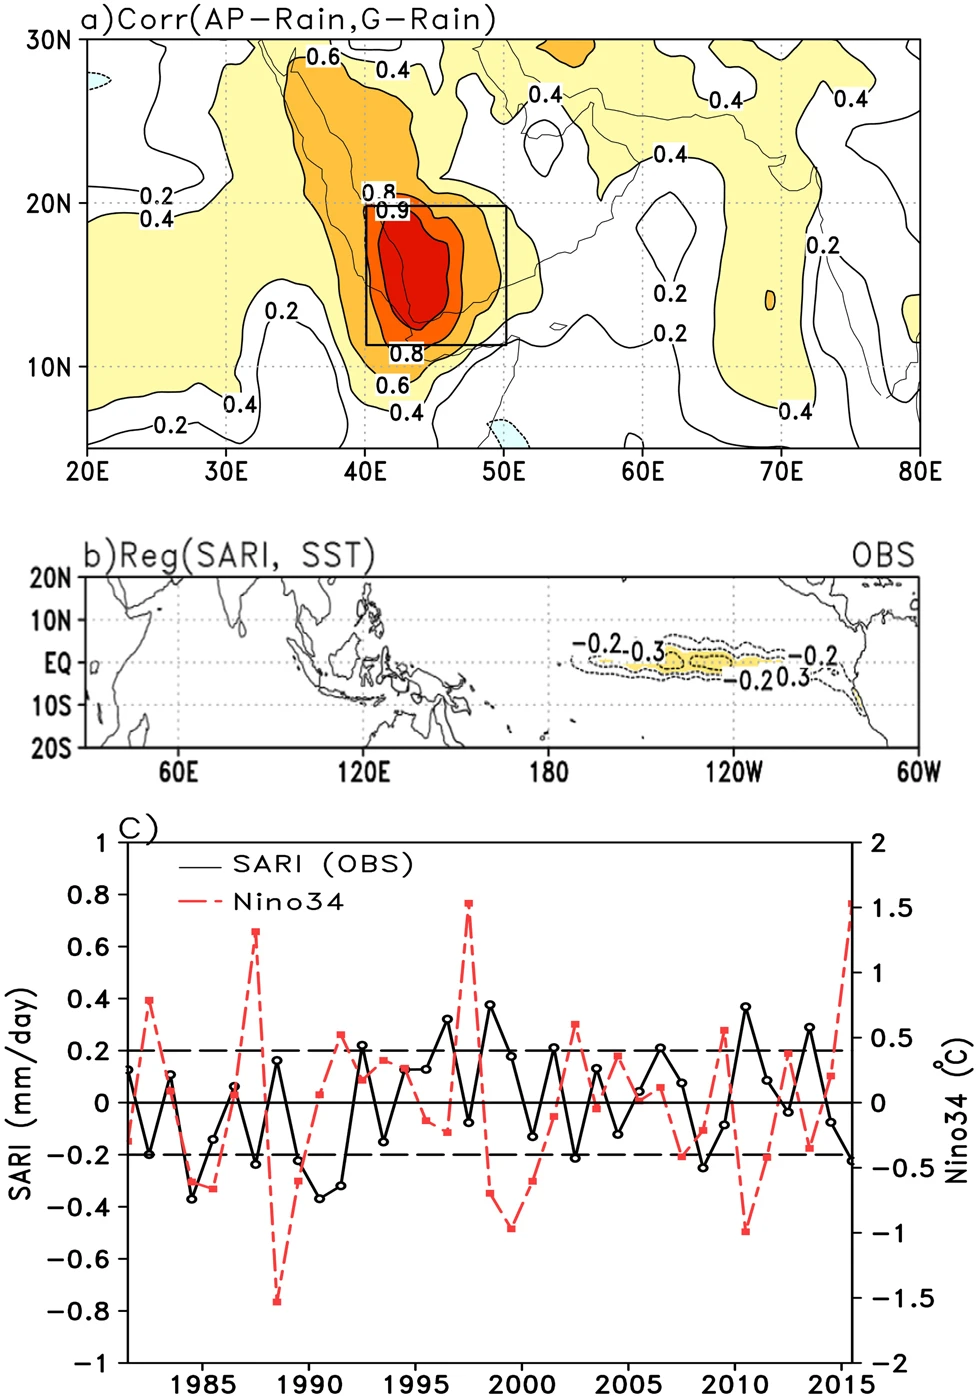 a)Corr(AP-Rain,G-Rain)
30N
0.6
0.4
0.4
0.4
0.4
0.4
0.2
0.8
20N
0.9
0.4
0.2
0.2
0.2
0.2
0.8
10N
0.6
0.4
0.4
0.4
0.2
20E 30E 40E 50E 60E 70E 80E
b)Reg(SARI, SST) OBS
20N
10N
-0.2 -0.3 -0.2
EQ
-0.2 0.3
10S
20S
60E 120E 180 120W 60W
C)
1 2
SARI (OBS)
0.8
Nino34
1.5
0.6
1
0.4
0.5
0.2
0 0
-0.2
-0.5
-0.4
-1
-0.6
-1.5
-0.8
-1 -2
SARI (mm/day)
Nino34 (°C)
1985 1990 1995 2000 2005 2010 2015